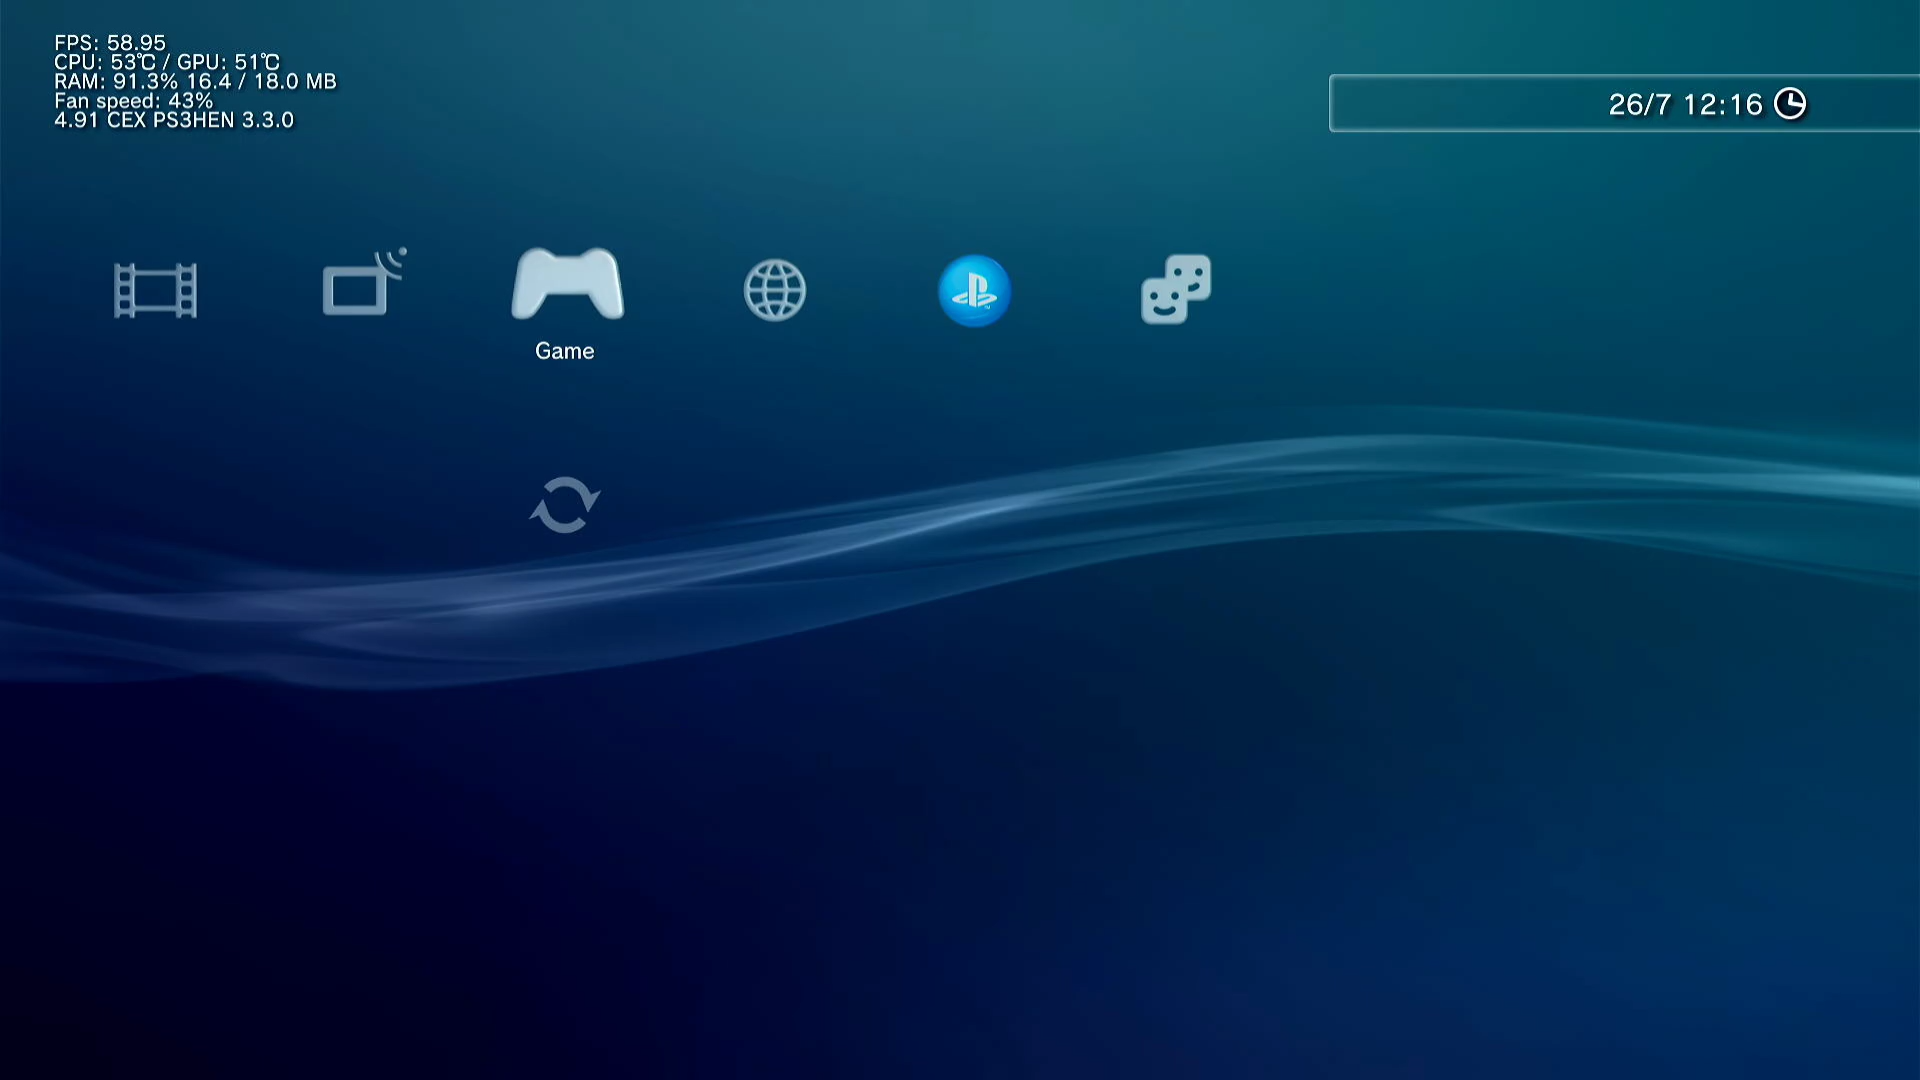 FPS: 58.95
CPU: 53℃ / GPU: 51℃
RAM: 91.3% 16.4 / 18.0 MB
Fan speed: 43%
4.91 CEX PS3HEN 3.3.0
26/7 12:16
Game